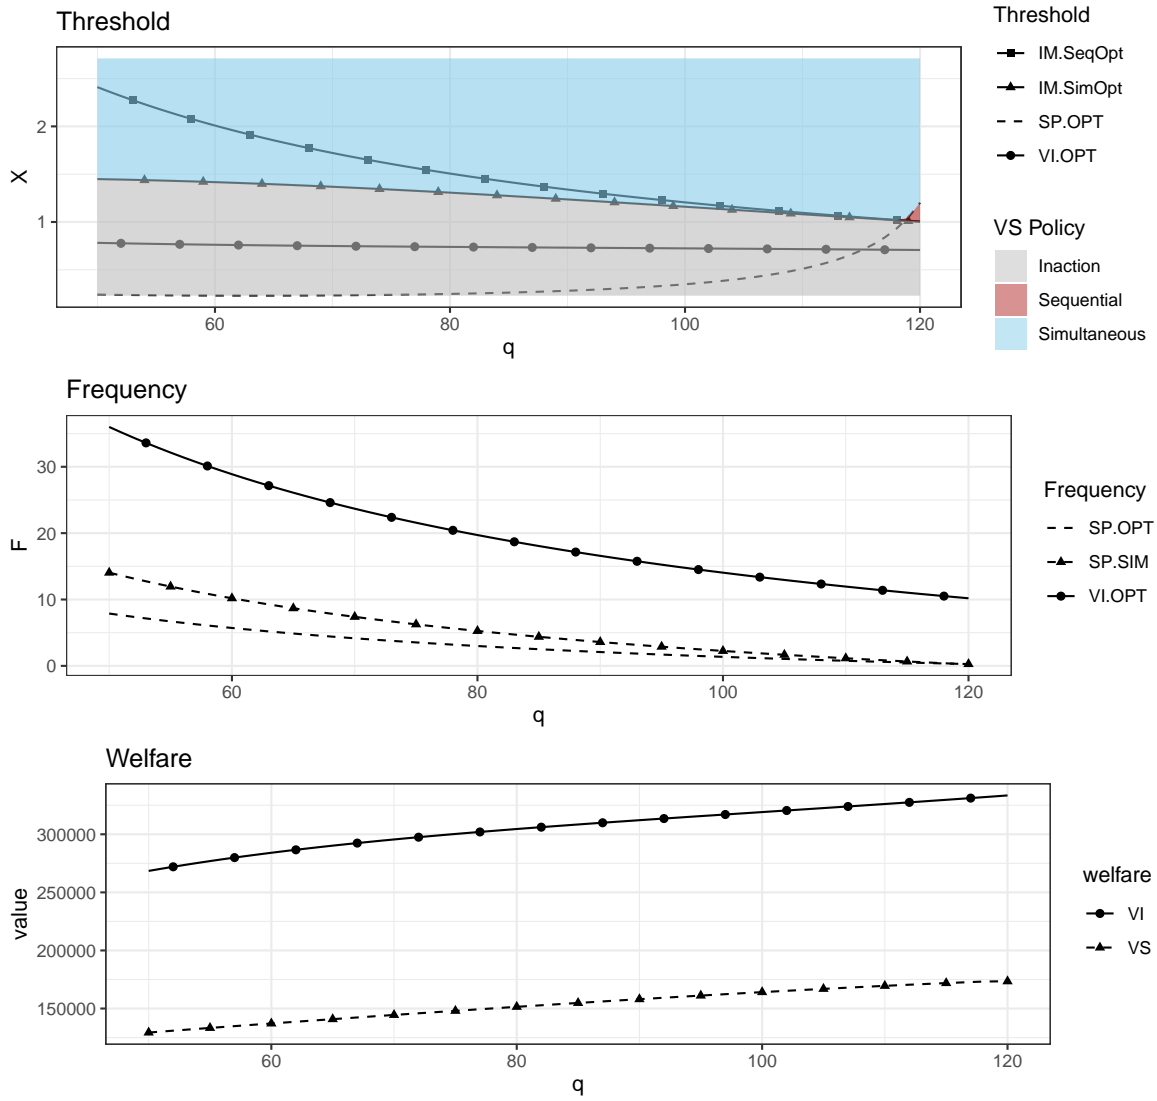 Threshold
2
1
X
60
80
100
120
q
Threshold
IM.SeqOpt
IM.SimOpt
SP.OPT
VI.OPT
VS Policy
Inaction
Sequential
Simultaneous
Frequency
30
20
10
0
F
60
80
100
120
q
Frequency
SP.OPT
SP.SIM
VI.OPT
Welfare
300000
250000
200000
150000
value
60
80
100
120
q
welfare
VI
VS